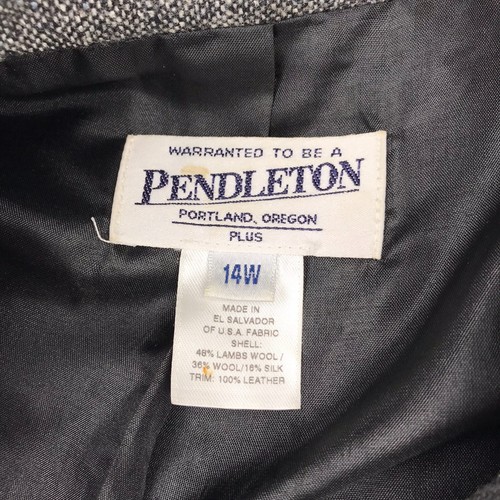 WARRANTED TO BE A
PENDLETON
PORTLAND, OREGON
PLUS
14W
MADE IN
EL SALVADOR
OF U.S.A. FABRIC
SHELL:
48% LAMBS WOOL /
36% WOOL/16% SILK
TRIM: 100% LEATHER